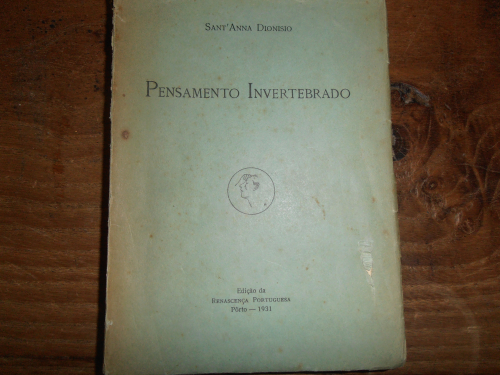 Sant'Anna Dionisio
Pensamento Invertebrado
Edição da
Renascença Portuguesa
Pôrto — 1931